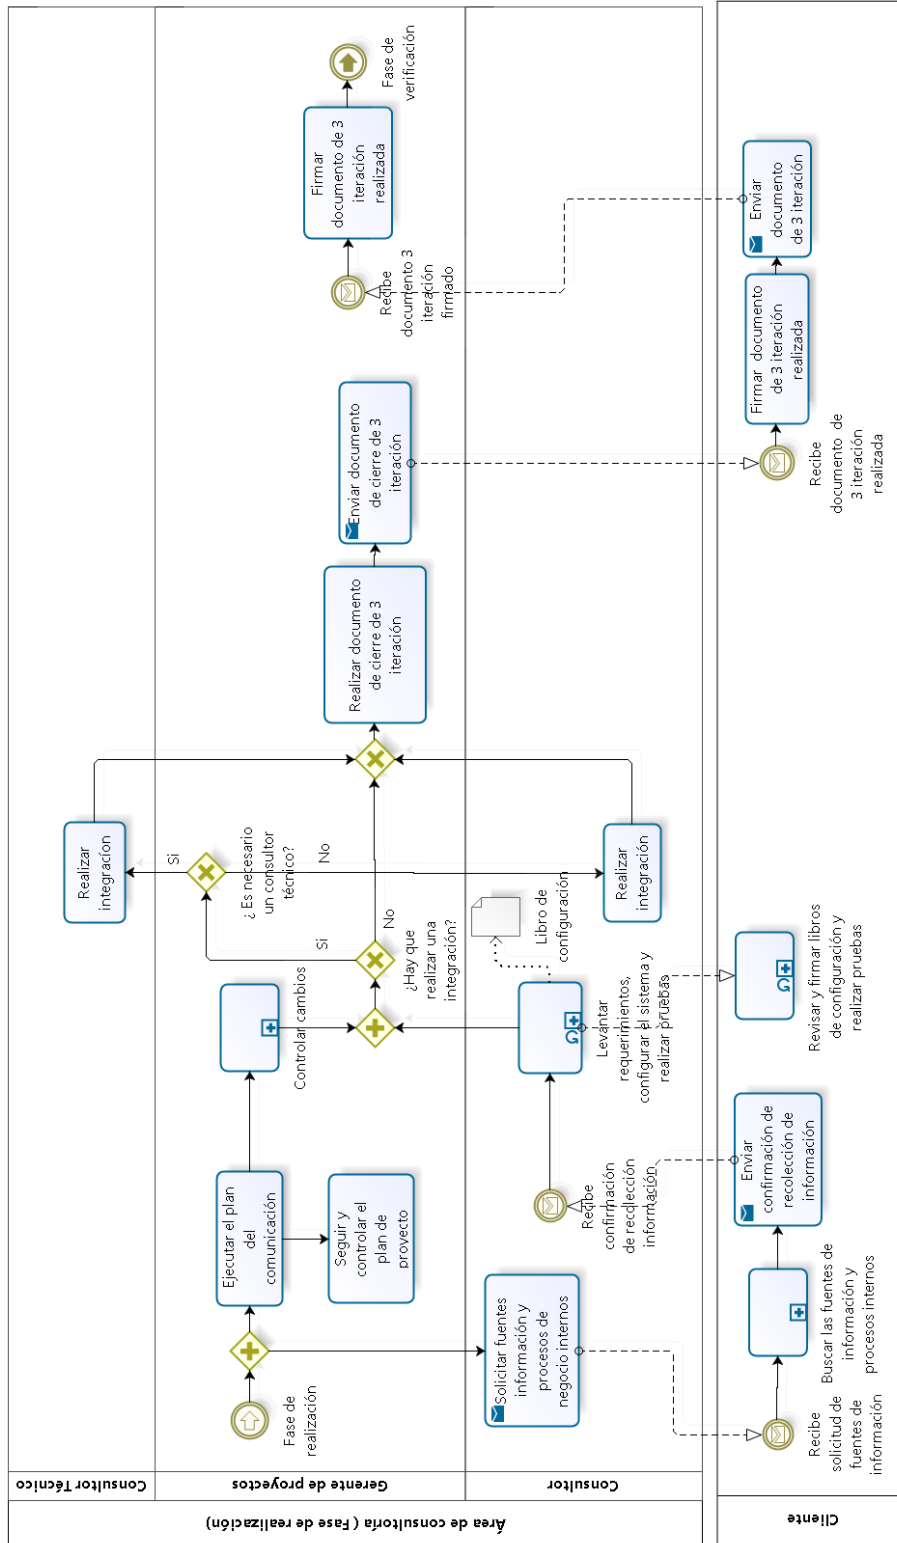 Área de consultoría ( Fase de realización)
Consultor Técnico
Gerente de proyectos
Consultor
Cliente
Fase de
realización
Ejecutar el plan
del
comunicación
Seguir y
controlar el
plan de
proyecto
Controlar cambios
Solicitar fuentes
información y
procesos de
negocio internos
Recibe
solicitud de
fuentes de
información
Buscar las fuentes de
información y
procesos internos
Enviar
confirmación de
recolección de
información
Recibe
confirmación
de recolección
información
Levantar
requerimientos,
configurar el sistema y
realizar pruebas
Libro de
configuración
Revisar y firmar libros
de configuración y
realizar pruebas
¿Hay que
realizar una
integración?
Si
No
¿ Es necesario
un consultor
técnico?
Si
No
Realizar
integracíon
Realizar
integración
Realizar documento
de cierre de 3
iteración
Enviar documento
de cierre de 3
iteración
Recibe
documento de
3 iteración
realizada
Firmar documento
de 3 iteración
realizada
Enviar
documento
de 3 iteración
Recibe
documento 3
iteración
firmado
Firmar
documento de 3
iteración
realizada
Fase de
verificación